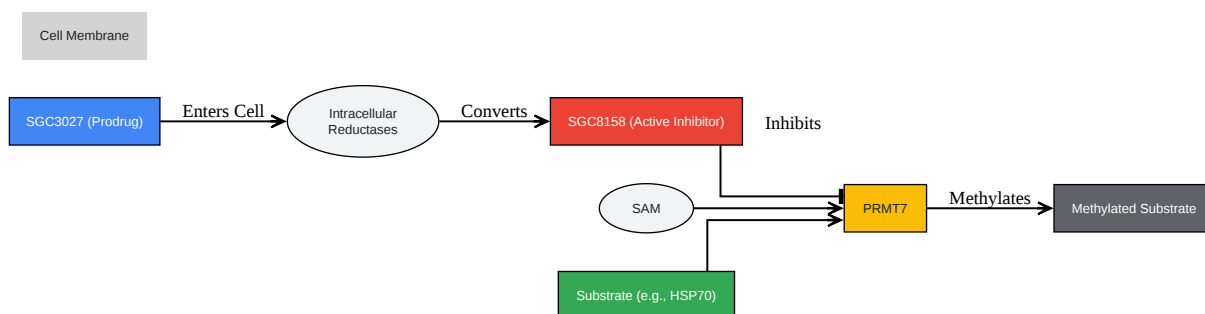 Cell Membrane
SGC3027 (Prodrug)
Enters Cell
Intracellular
Reductases
Converts
SGC8158 (Active Inhibitor)
Inhibits
SAM
PRMT7
Methylates
Methylated Substrate
Substrate (e.g., HSP70)